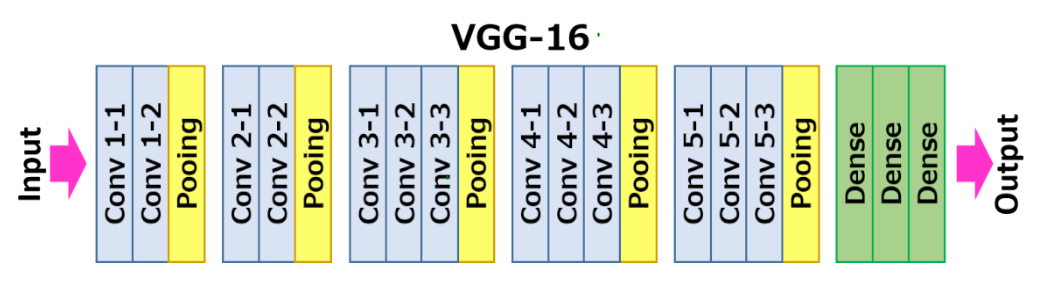 VGG-16
Input
Conv 1-1
Conv 1-2
Pooing
Conv 2-1
Conv 2-2
Pooing
Conv 3-1
Conv 3-2
Conv 3-3
Pooing
Conv 4-1
Conv 4-2
Conv 4-3
Pooing
Conv 5-1
Conv 5-2
Conv 5-3
Pooing
Dense
Dense
Dense
Output